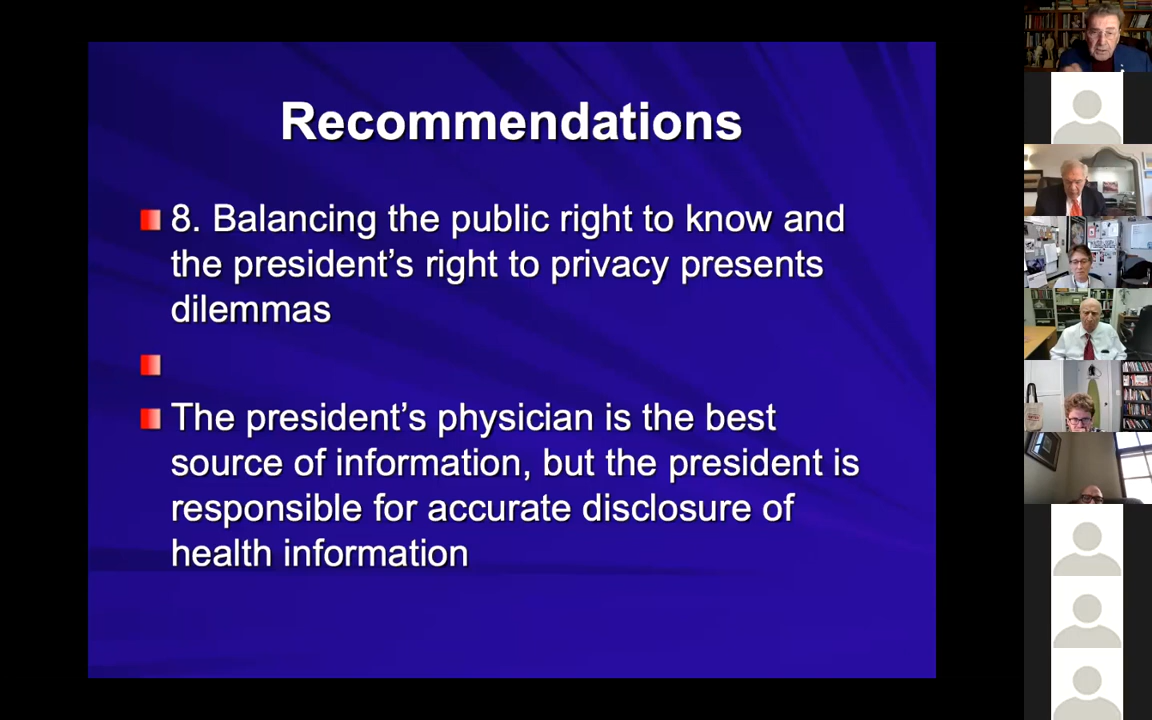 Recommendations
8. Balancing the public right to know and
the president’s right to privacy presents
dilemmas
The president’s physician is the best
source of information, but the president is
responsible for accurate disclosure of
health information